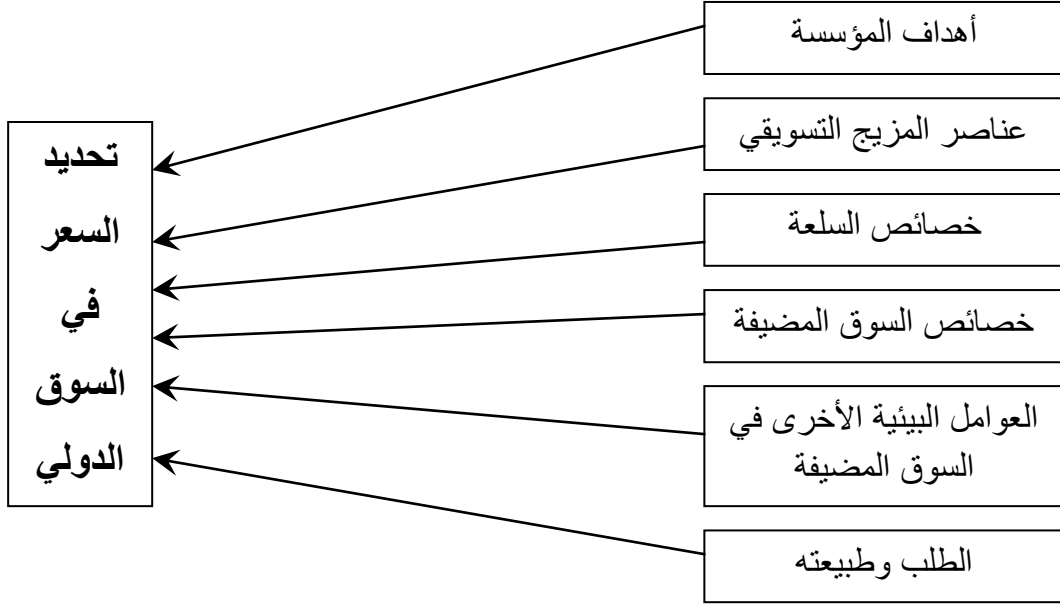 أهداف المؤسسة
عناصر المزيج التسويقي
خصائص السلعة
خصائص السوق المضيفة
العوامل البيئية الأخرى في
السوق المضيفة
الطلب وطبيعته
تحديد
السعر
في
السوق
الدولي